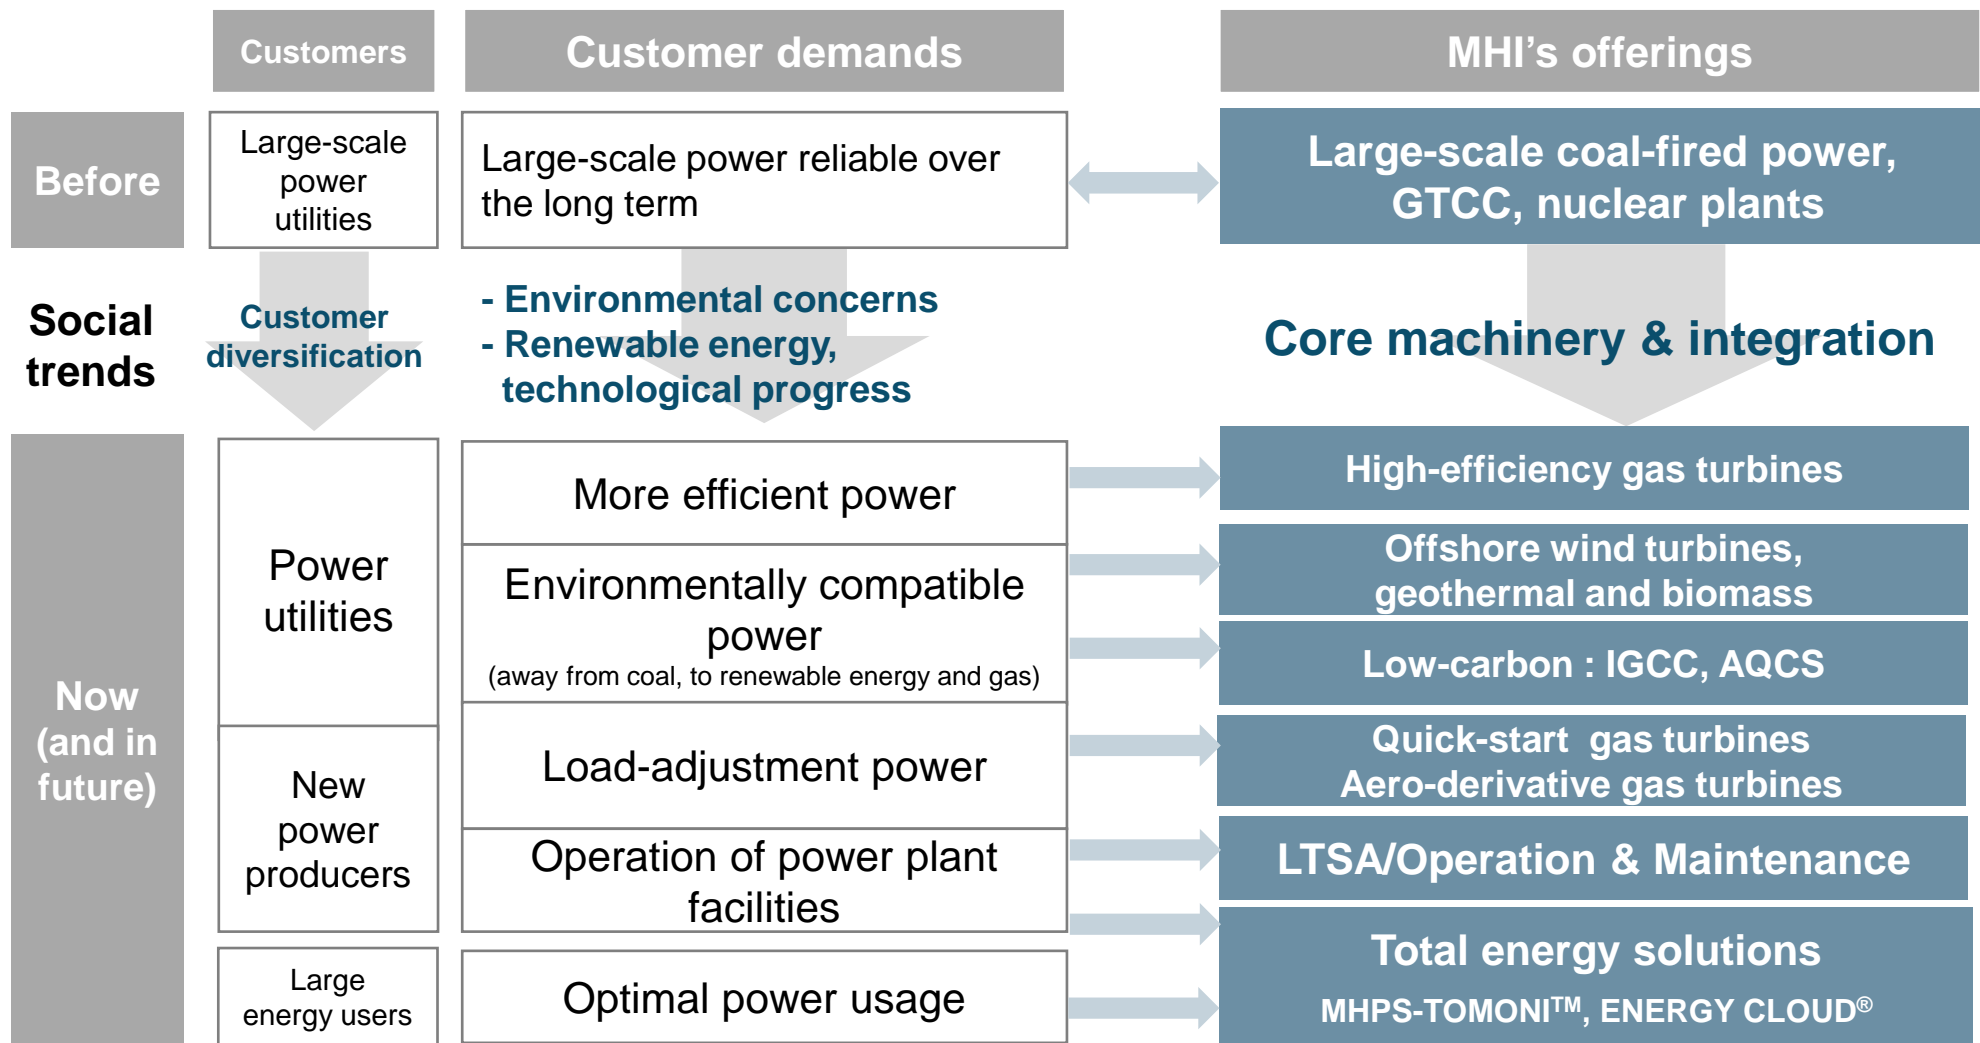 Customers
Customer demands
MHI's offerings
Before
Large-scale
power
utilities
Large-scale power reliable over
the long term
Large-scale coal-fired power,
GTCC, nuclear plants
Social
trends
Customer
diversification
- Environmental concerns
- Renewable energy,
technological progress
Core machinery & integration
Now
(and in
future)
Power
utilities
New
power
producers
Large
energy users
More efficient power
Environmentally compatible
power
(away from coal, to renewable energy and gas)
Load-adjustment power
Operation of power plant
facilities
Optimal power usage
High-efficiency gas turbines
Offshore wind turbines,
geothermal and biomass
Low-carbon : IGCC, AQCS
Quick-start  gas turbines
Aero-derivative gas turbines
LTSA/Operation & Maintenance
Total energy solutions
MHPS-TOMONI™, ENERGY CLOUD®